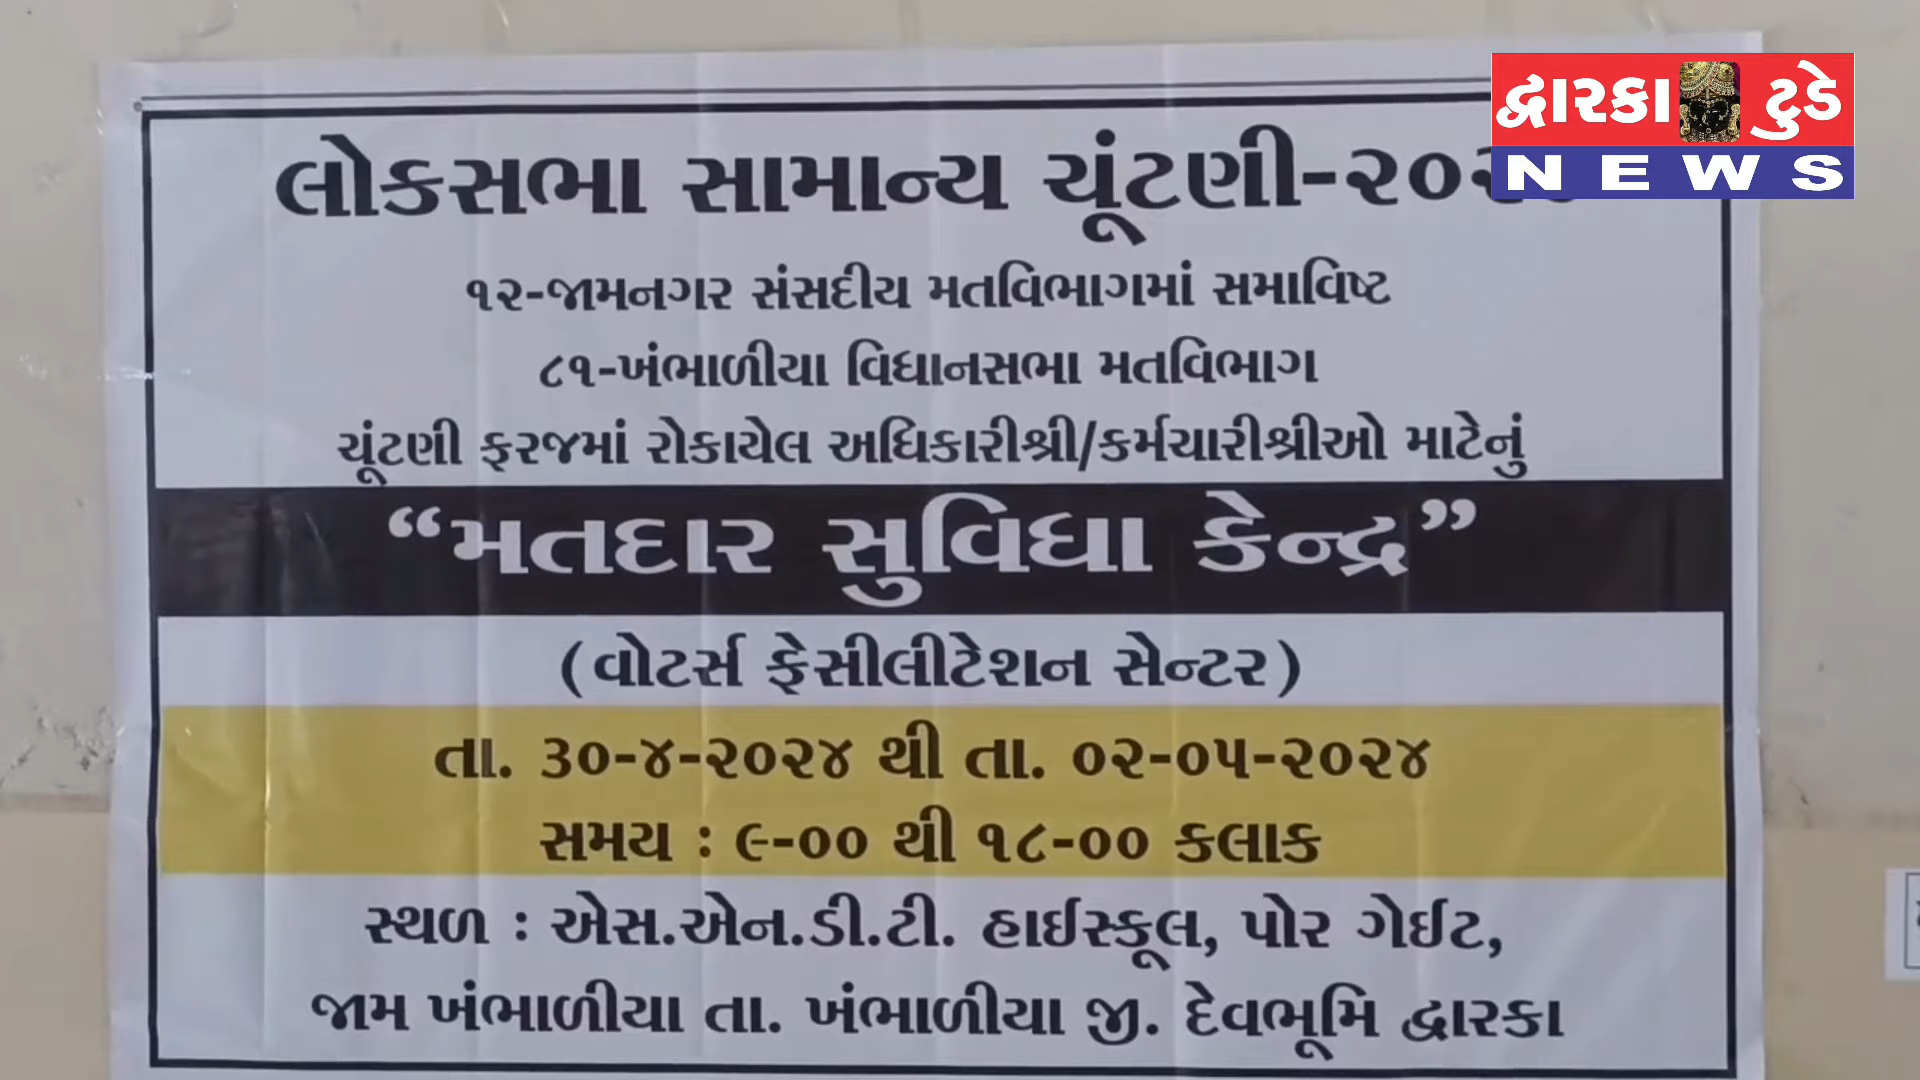 દ્વારકા ટુડે
NEWS
લોકસભા સામાન્ય ચૂંટણી-૨૦૨
૧૨-જામનગર સંસદીય મતવિભાગમાં સમાવિષ્ટ
૮૧-ખંભાળીયા વિધાનસભા મતવિભાગ
ચૂંટણી ફરજમાં રોકાયેલ અધિકારીશ્રી/કર્મચારીશ્રીઓ માટેનું
“મતદાર સુવિધા કેન્દ્ર”
(વોટર્સ ફેસીલીટેશન સેન્ટર)
તા. ૩૦-૪-૨૦૨૪ થી તા. ૦૨-૦૫-૨૦૨૪
સમય : ૯-૦૦ થી ૧૮-૦૦ કલાક
સ્થળ : એસ.એન.ડી.ટી. હાઈસ્કૂલ, પોર ગેઈટ,
જામ ખંભાળીયા તા. ખંભાળીયા જી. દેવભૂમિ દ્વારકા